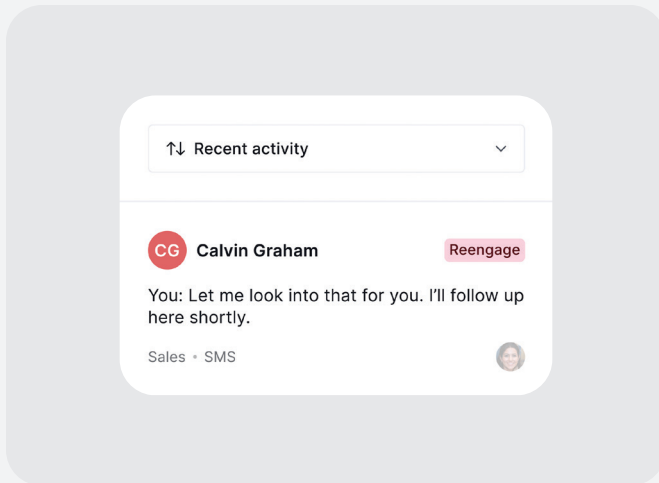 Recent activity
CG Calvin Graham Reengage
You: Let me look into that for you. I’ll follow up
here shortly.
Sales • SMS